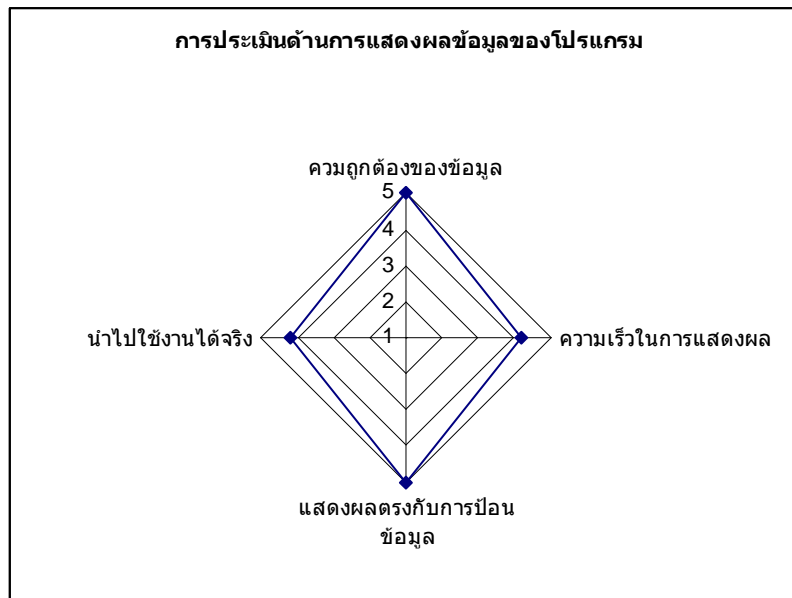 การประเมินด้านการแสดงผลข้อมูลของโปรแกรม
ควมถูกต้องของข้อมูล
5
4
3
2
1
นำไปใช้งานได้จริง
ความเร็วในการแสดงผล
แสดงผลตรงกับการป้อน
ข้อมูล